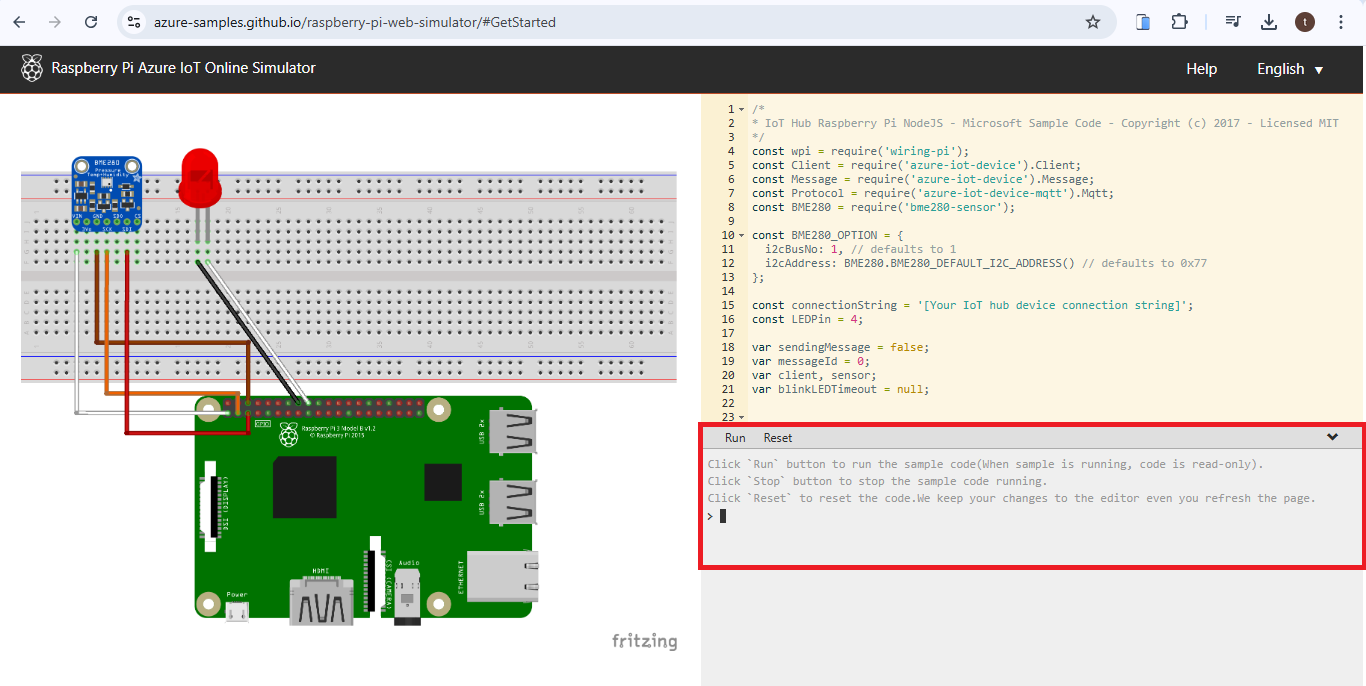 azure-samples.github.io/raspberry-pi-web-simulator/#GetStarted
t
Raspberry Pi Azure IoT Online Simulator
Help
English
BME280
Pressure
Temp+Humidity
VIN GND SDO CS
3Vo SCK SDI
GPIO
Raspberry Pi 3 Model B v1.2
© Raspberry Pi 2015
USB 2x
DSI (DISPLAY)
USB 2x
HDMI
CSI (CAMERA)
Audio
ETHERNET
Power
fritzing
1 /*
2 * IoT Hub Raspberry Pi NodeJS - Microsoft Sample Code - Copyright (c) 2017 - Licensed MIT
3 */
4 const wpi = require('wiring-pi');
5 const Client = require('azure-iot-device').Client;
6 const Message = require('azure-iot-device').Message;
7 const Protocol = require('azure-iot-device-mqtt').Mqtt;
8 const BME280 = require('bme280-sensor');
9
10 const BME280_OPTION = {
11 i2cBusNo: 1, // defaults to 1
12 i2cAddress: BME280.BME280_DEFAULT_I2C_ADDRESS() // defaults to 0x77
13 };
14
15 const connectionString = '[Your IoT hub device connection string]';
16 const LEDPin = 4;
17
18 var sendingMessage = false;
19 var messageId = 0;
20 var client, sensor;
21 var blinkLEDTimeout = null;
22
23
Run Reset
Click `Run` button to run the sample code(When sample is running, code is read-only).
Click `Stop` button to stop the sample code running.
Click `Reset` to reset the code.We keep your changes to the editor even you refresh the page.
>